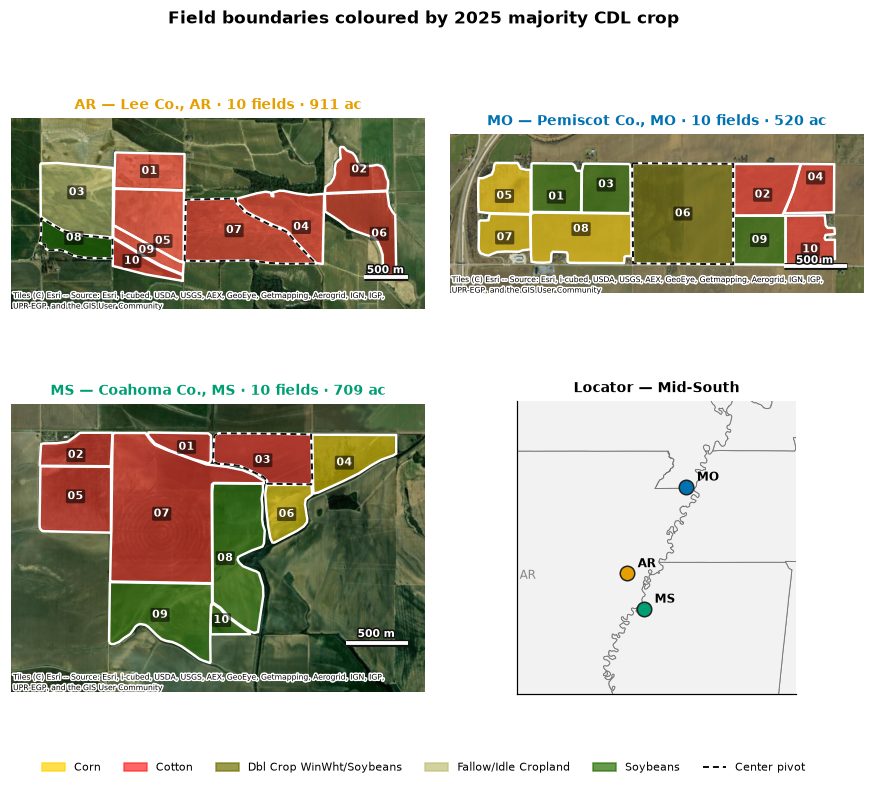 Field boundaries coloured by 2025 majority CDL crop
AR — Lee Co., AR · 10 fields · 911 ac
01
02
03
04
05
06
07
08
09
10
500 m
Tiles (C) Esri -- Source: Esri, i-cubed, USDA, USGS, AEX, GeoEye, Getmapping, Aerogrid, IGN, IGP,
UPR-EGP, and the GIS User Community
MO — Pemiscot Co., MO · 10 fields · 520 ac
05
01
03
06
02
04
07
08
09
10
500 m
Tiles (C) Esri -- Source: Esri, i-cubed, USDA, USGS, AEX, GeoEye, Getmapping, Aerogrid, IGN, IGP,
UPR-EGP, and the GIS User Community
MS — Coahoma Co., MS · 10 fields · 709 ac
02
01
03
04
05
07
06
08
09
10
500 m
Tiles (C) Esri -- Source: Esri, i-cubed, USDA, USGS, AEX, GeoEye, Getmapping, Aerogrid, IGN, IGP,
UPR-EGP, and the GIS User Community
Locator — Mid-South
MO
AR
AR
MS
Corn
Cotton
Dbl Crop WinWht/Soybeans
Fallow/Idle Cropland
Soybeans
Center pivot